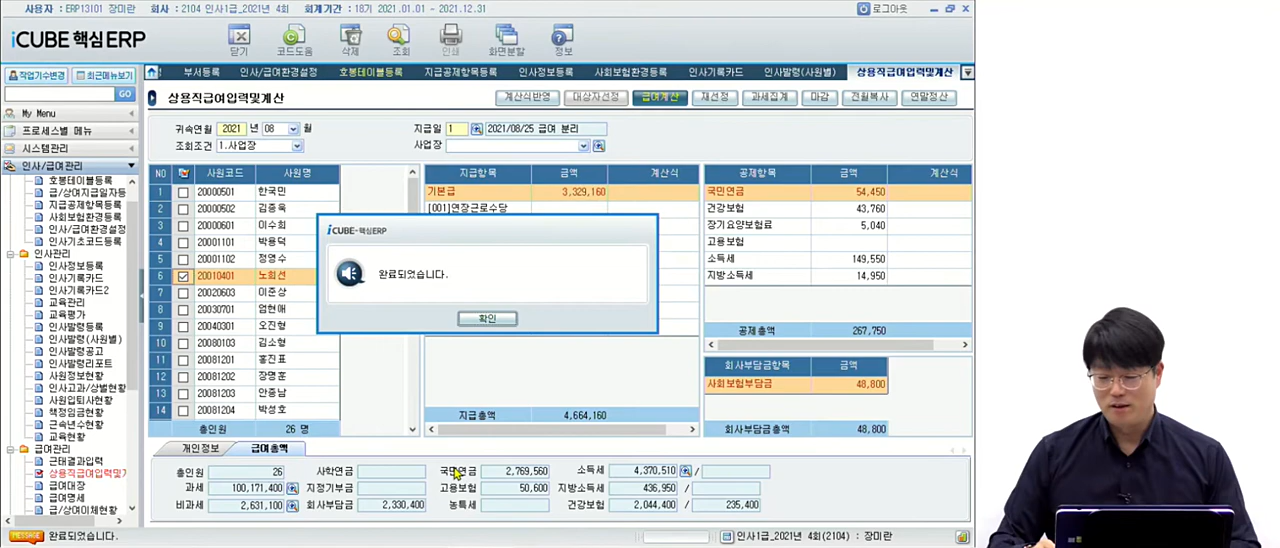 사용자 : ERP13101 장미란 회사 : 2104 인사1급_2021년 4회 회계기간 : 18기 2021.01.01 - 2021.12.31 로그아웃
iCUBE 핵심ERP
닫기 코드도움 삭제 조회 인쇄 화면분할 정보
작업기수변경 최근메뉴보기
부서등록 인사/급여환경설정 호봉테이블등록 지급공제항목등록 인사정보등록 사회보험환경등록 인사기록카드 인사발령(사원별) 상용직급여입력및계산
GO
상용직급여입력및계산
계산식반영 대상자선정 급여계산 재선정 과세집계 마감 전월복사 연말정산
My Menu
프로세스별 메뉴
시스템관리
인사/급여관리
귀속연월 2021 년 08 월 지급일 1 2021/08/25 급여 분리
조회조건 1.사업장 사업장
호봉테이블등록
급/상여지급일자등
지급공제항목등록
사회보험환경등록
인사/급여환경설정
인사기초코드등록
인사관리
인사정보등록
인사기록카드
인사기록카드2
교육관리
교육평가
인사발령등록
인사발령(사원별)
인사발령공고
인사발령리포트
사원정보현황
인사고과/상벌현황
사원입퇴사현황
책정임금현황
근속년수현황
교육현황
급여관리
근태결과입력
상용직급여입력및
급여대장
급여명세
급/상여이체현황
NO 사원코드 사원명
1 20000501 한국민
2 20000502 김종욱
3 20000601 이수희
4 20001101 박용덕
5 20001102 정영수
6 20010401 노희선
7 20020603 이준상
8 20030701 엄현애
9 20040301 오진형
10 20080103 김소형
11 20081201 홍진표
12 20081202 장명훈
13 20081203 안종남
14 20081204 박성호
총인원 26 명
지급항목 금액 계산식
기본급 3,329,160
[001]연장근로수당
지급총액 4,664,160
공제항목 금액 계산식
국민연금 54,450
건강보험 43,760
장기요양보험료 5,040
고용보험
소득세 149,550
지방소득세 14,950
공제총액 267,750
회사부담금항목 금액
사회보험부담금 48,800
회사부담금총액 48,800
iCUBE-핵심ERP
완료되었습니다.
확인
개인정보 급여총액
총인원 26 사학연금 국민연금 2,769,560 소득세 4,370,510 /
과세 100,171,400 지정기부금 고용보험 50,600 지방소득세 436,950 /
비과세 2,631,100 회사부담금 2,330,400 농특세 건강보험 2,044,400 / 235,400
MESSAGE 완료되었습니다. 인사1급_2021년 4회(2104) : 장미란